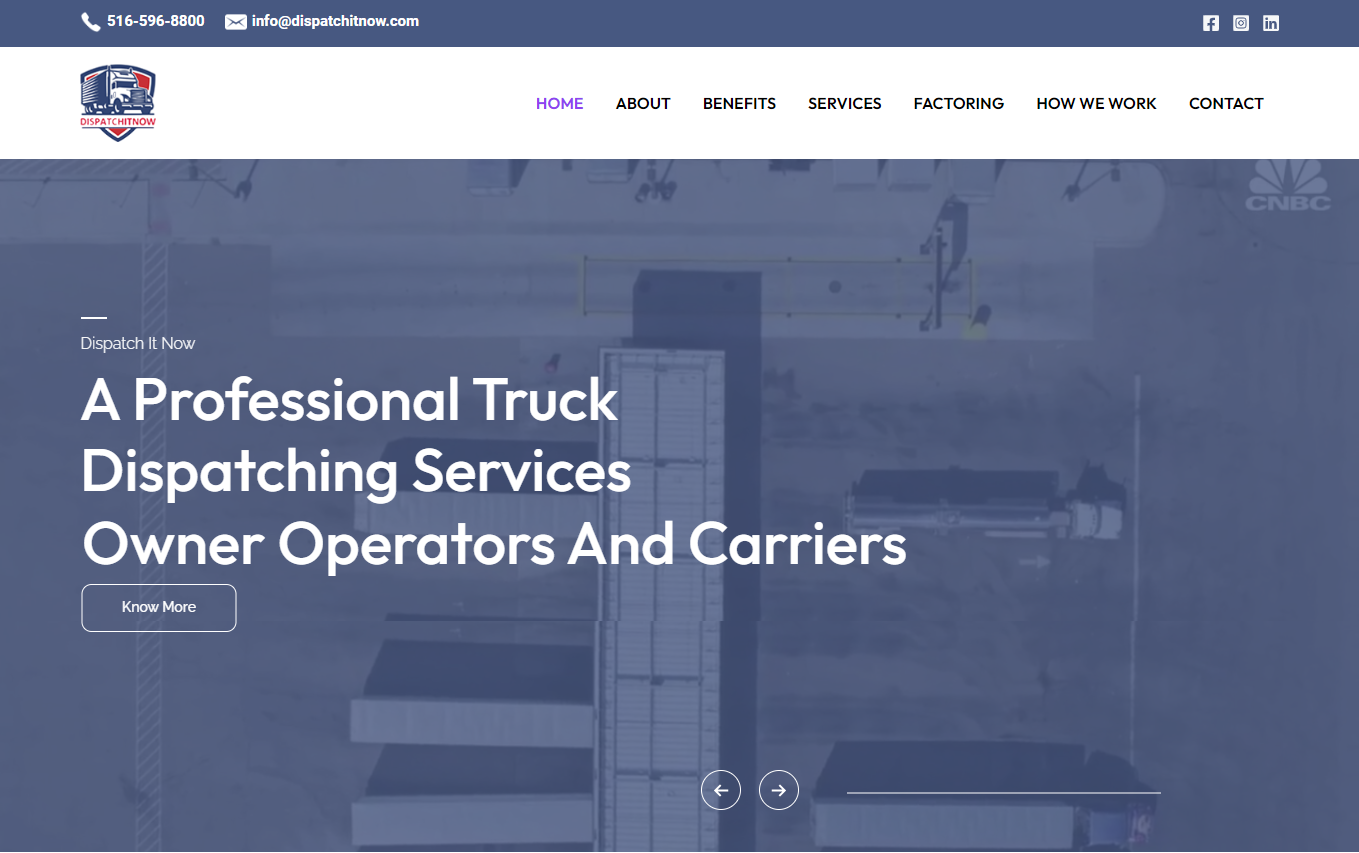 516-596-8800 info@dispatchitnow.com
DISPATCHITNOW
HOME ABOUT BENEFITS SERVICES FACTORING HOW WE WORK CONTACT
CNBC
Dispatch It Now
A Professional Truck
Dispatching Services
Owner Operators And Carriers
Know More